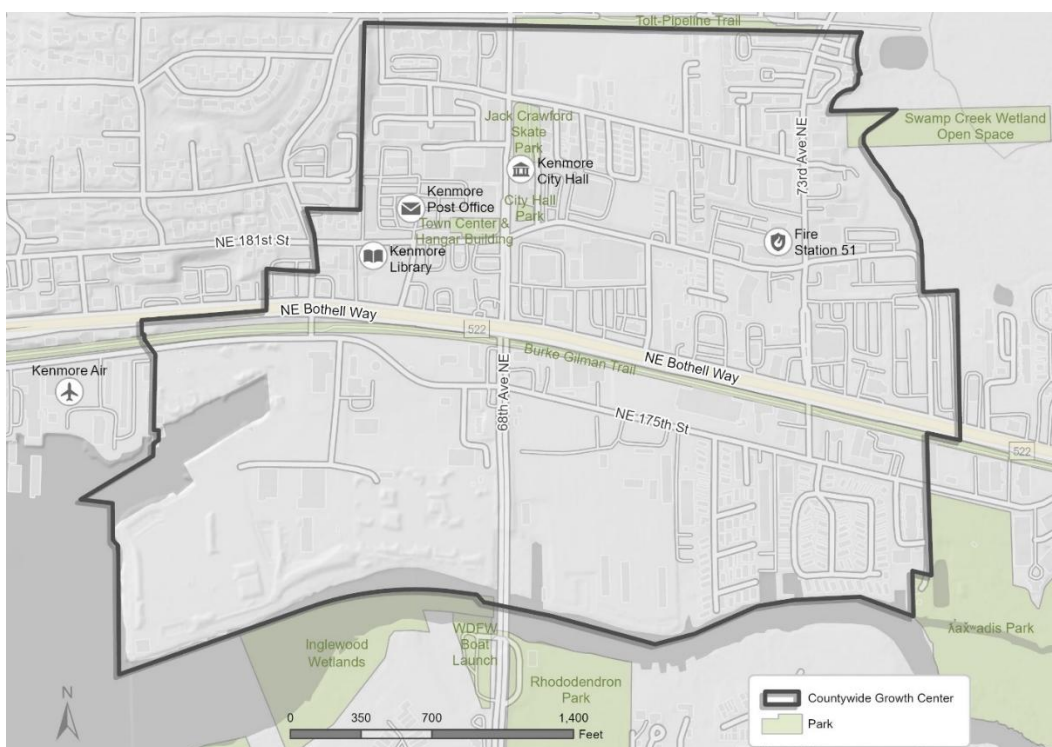 Tolt-Pipeline Trail
Swamp Creek Wetland
Open Space
Jack Crawford
Skate
Park
73rd Ave NE
Kenmore
City Hall
Kenmore
Post Office
City Hall
Park
Town Center &
Hangar Building
NE 181st St
Kenmore
Library
Fire
Station 51
NE Bothell Way
522
Burke Gilman Trail
NE Bothell Way
Kenmore Air
68th Ave NE
NE 175th St
522
ƛ̕ax̌ʷadis Park
Inglewood
Wetlands
WDFW
Boat
Launch
Rhododendron
Park
N
0 350 700 1,400
Feet
Countywide Growth Center
Park